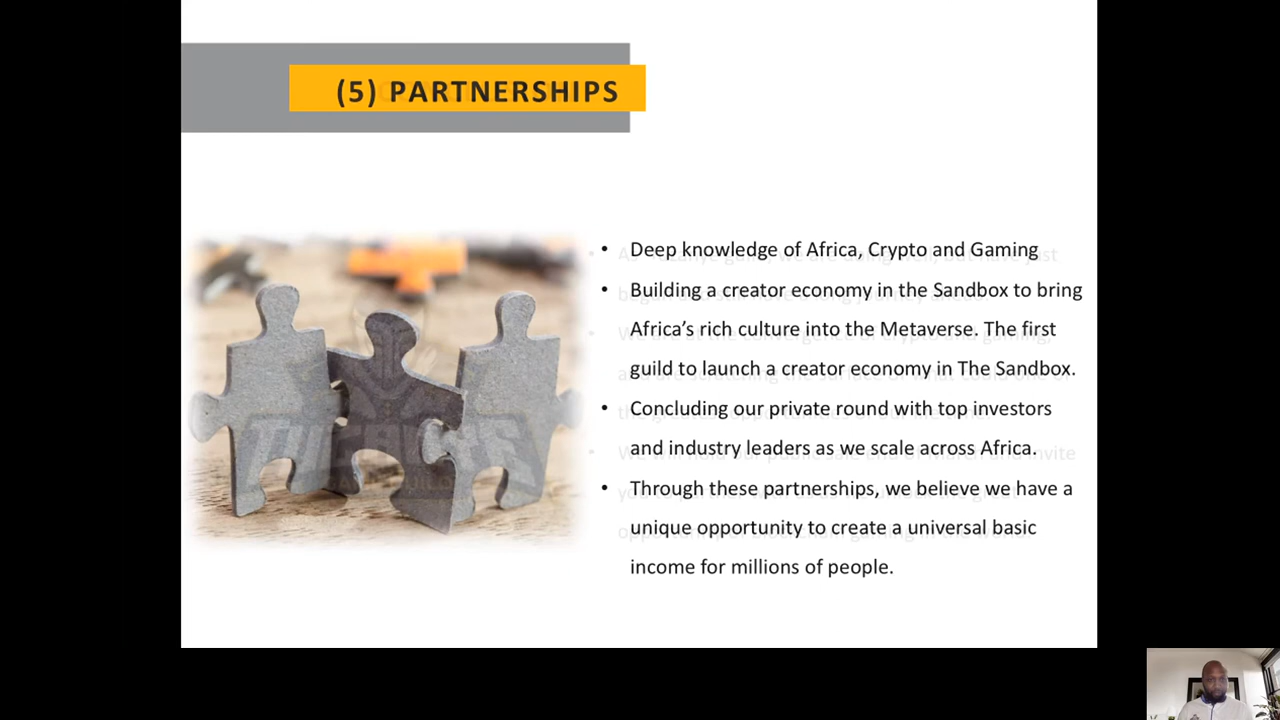 (5) PARTNERSHIPS
• Deep knowledge of Africa, Crypto and Gaming
• Building a creator economy in the Sandbox to bring
Africa’s rich culture into the Metaverse. The first
guild to launch a creator economy in The Sandbox.
• Concluding our private round with top investors
and industry leaders as we scale across Africa.
• Through these partnerships, we believe we have a
unique opportunity to create a universal basic
income for millions of people.